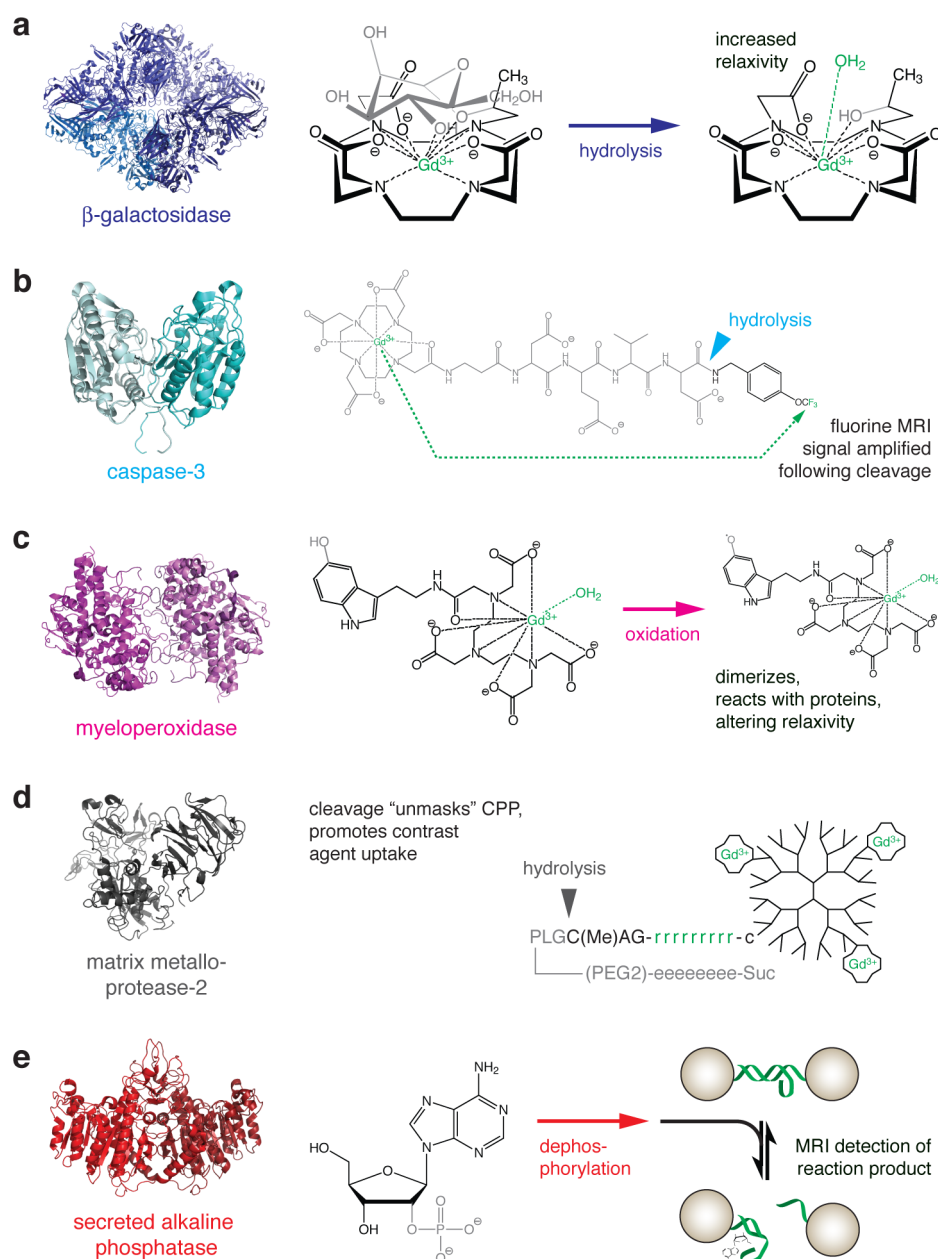 a
β-galactosidase
OH
O
HO
OH
CH₂OH
O
CH₃
O
O⊖
N
N
O
O⊖
O⊖
O
Gd³⁺
N
N
hydrolysis
increased
relaxivity
OH₂
O
O⊖
CH₃
HO
N
N
O
O⊖
O⊖
O
Gd³⁺
N
N
b
caspase-3
Gd³⁺
hydrolysis
OCF₃
fluorine MRI
signal amplified
following cleavage
c
myeloperoxidase
HO
HN
H
N
O
N
O
O⊖
Gd³⁺
OH₂
N
N
O
O⊖
O⊖
O
⊖O
O
oxidation
O
HN
H
N
O
N
O
O⊖
OH₂
Gd³⁺
N
N
O
O⊖
O⊖
O
⊖O
O
dimerizes,
reacts with proteins,
altering relaxivity
d
matrix metallo-
protease-2
cleavage “unmasks” CPP,
promotes contrast
agent uptake
hydrolysis
PLGC(Me)AG-rrrrrrrrr-c
(PEG2)-eeeeeeee-Suc
Gd³⁺
Gd³⁺
Gd³⁺
e
secreted alkaline
phosphatase
NH₂
N
N
N
N
HO
O
OH
O
O
P
O⊖
O⊖
dephos-
phorylation
MRI detection of
reaction product